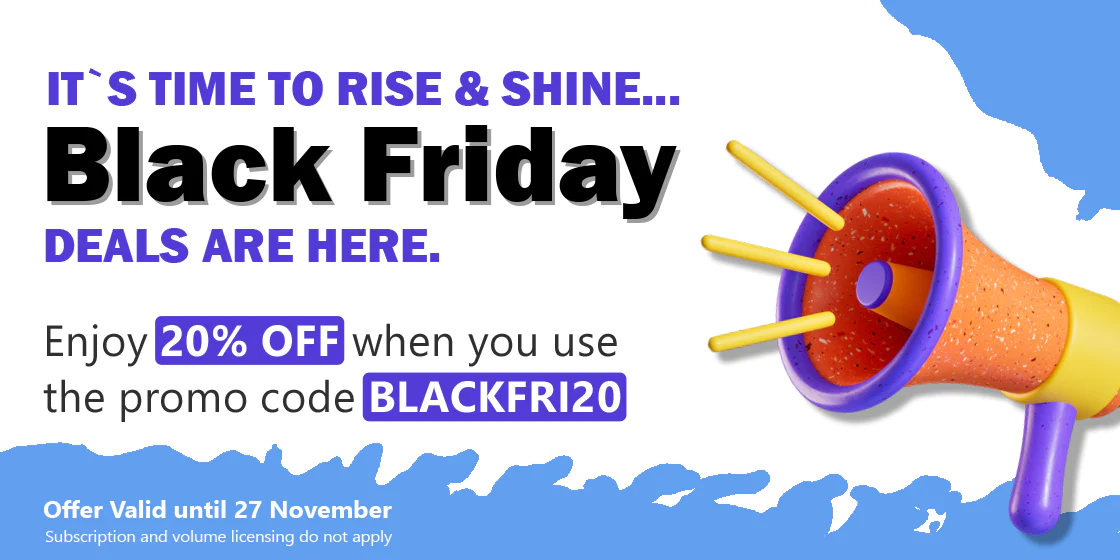 IT`S TIME TO RISE & SHINE...
Black Friday
DEALS ARE HERE.
Enjoy 20% OFF when you use
the promo code BLACKFRI20
Offer Valid until 27 November
Subscription and volume licensing do not apply